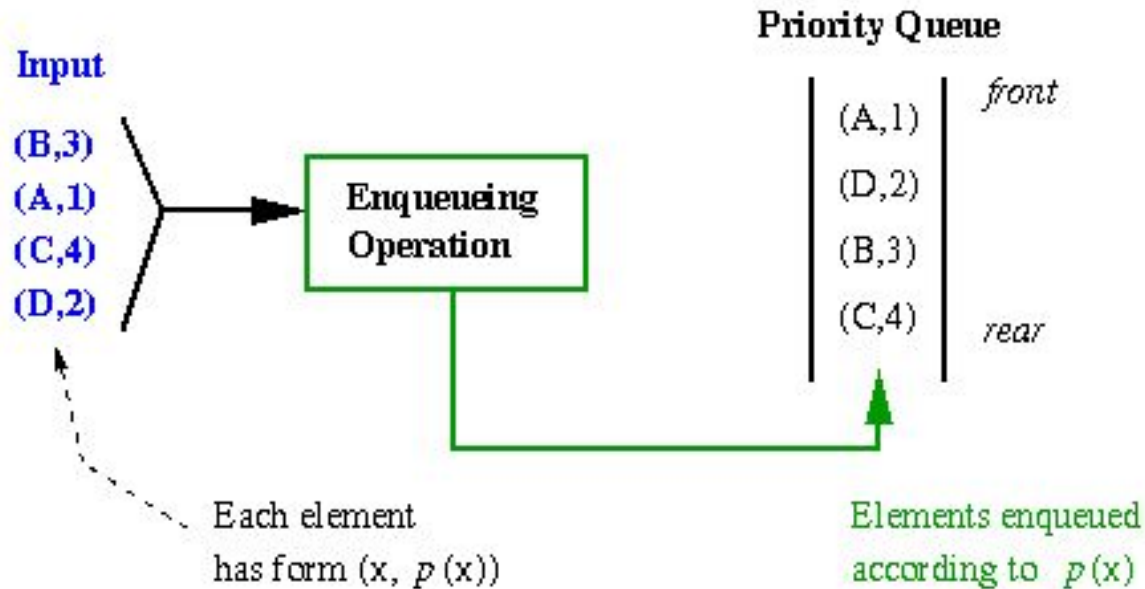 Priority Queue
Input
front
(B,3)
(A,1)
(C,4)
(D,2)
Enqueueing
Operation
(A,1)
(D,2)
(B,3)
(C,4)
rear
Each element
has form (x, p(x))
Elements enqueued
according to p(x)